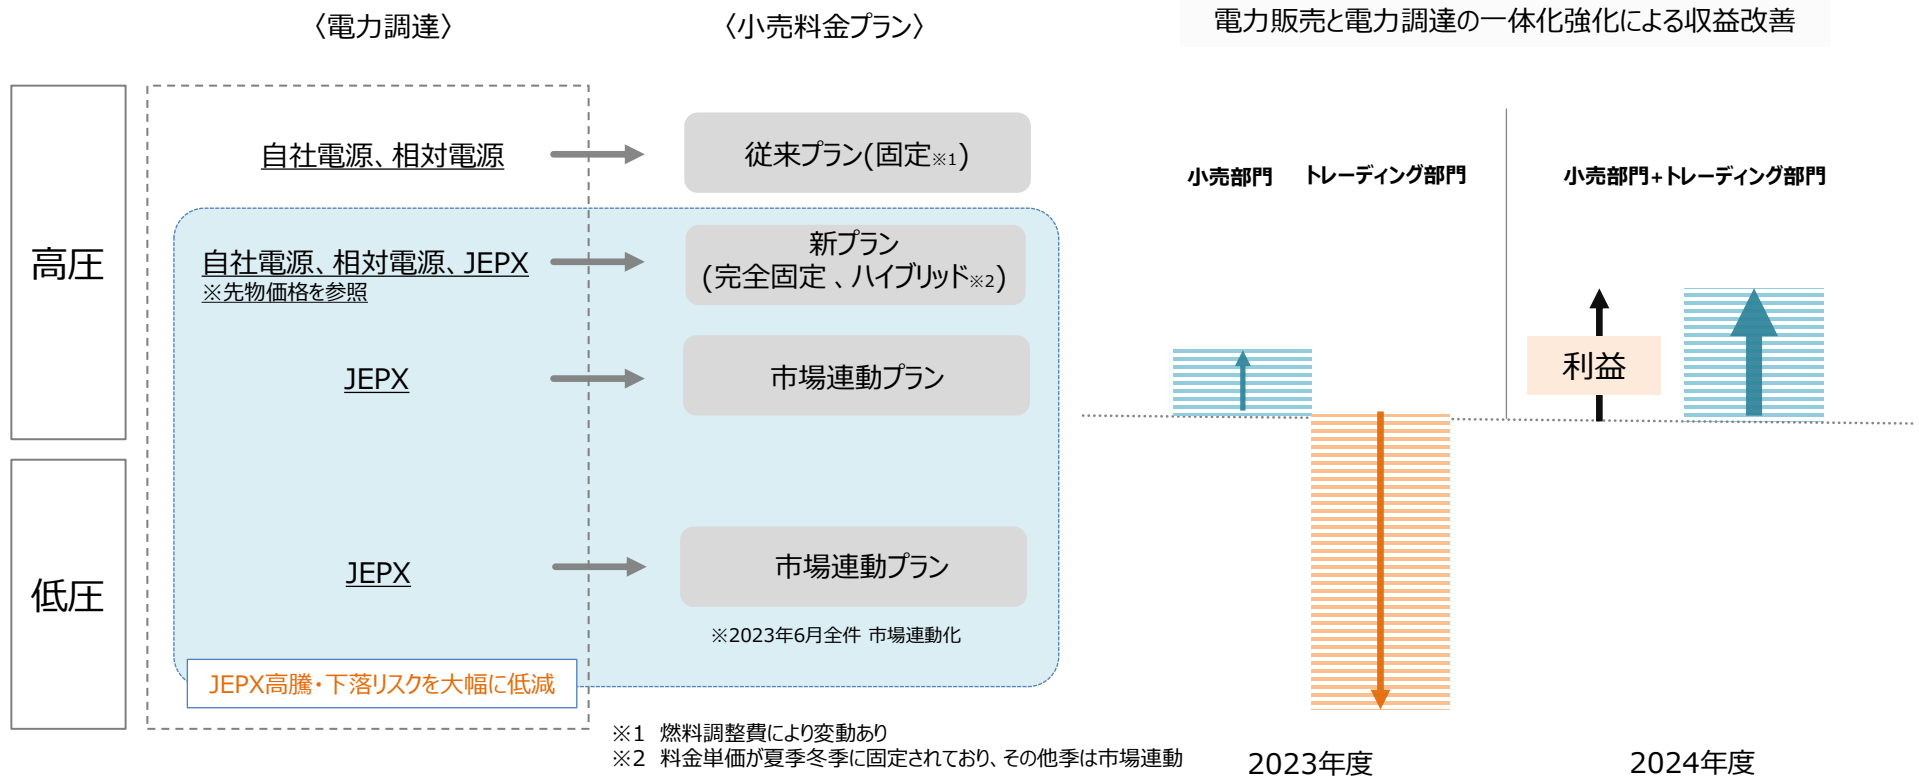 〈電力調達〉
〈小売料金プラン〉
電力販売と電力調達の一体化強化による収益改善
高圧
自社電源、相対電源
従来プラン(固定※1)
自社電源、相対電源、JEPX
※先物価格を参照
新プラン
(完全固定 、ハイブリッド※2)
JEPX
市場連動プラン
低圧
JEPX
市場連動プラン
※2023年6月全件 市場連動化
JEPX高騰・下落リスクを大幅に低減
※1 燃料調整費により変動あり
※2 料金単価が夏季冬季に固定されており、その他季は市場連動
小売部門
トレーディング部門
小売部門+トレーディング部門
利益
2023年度
2024年度